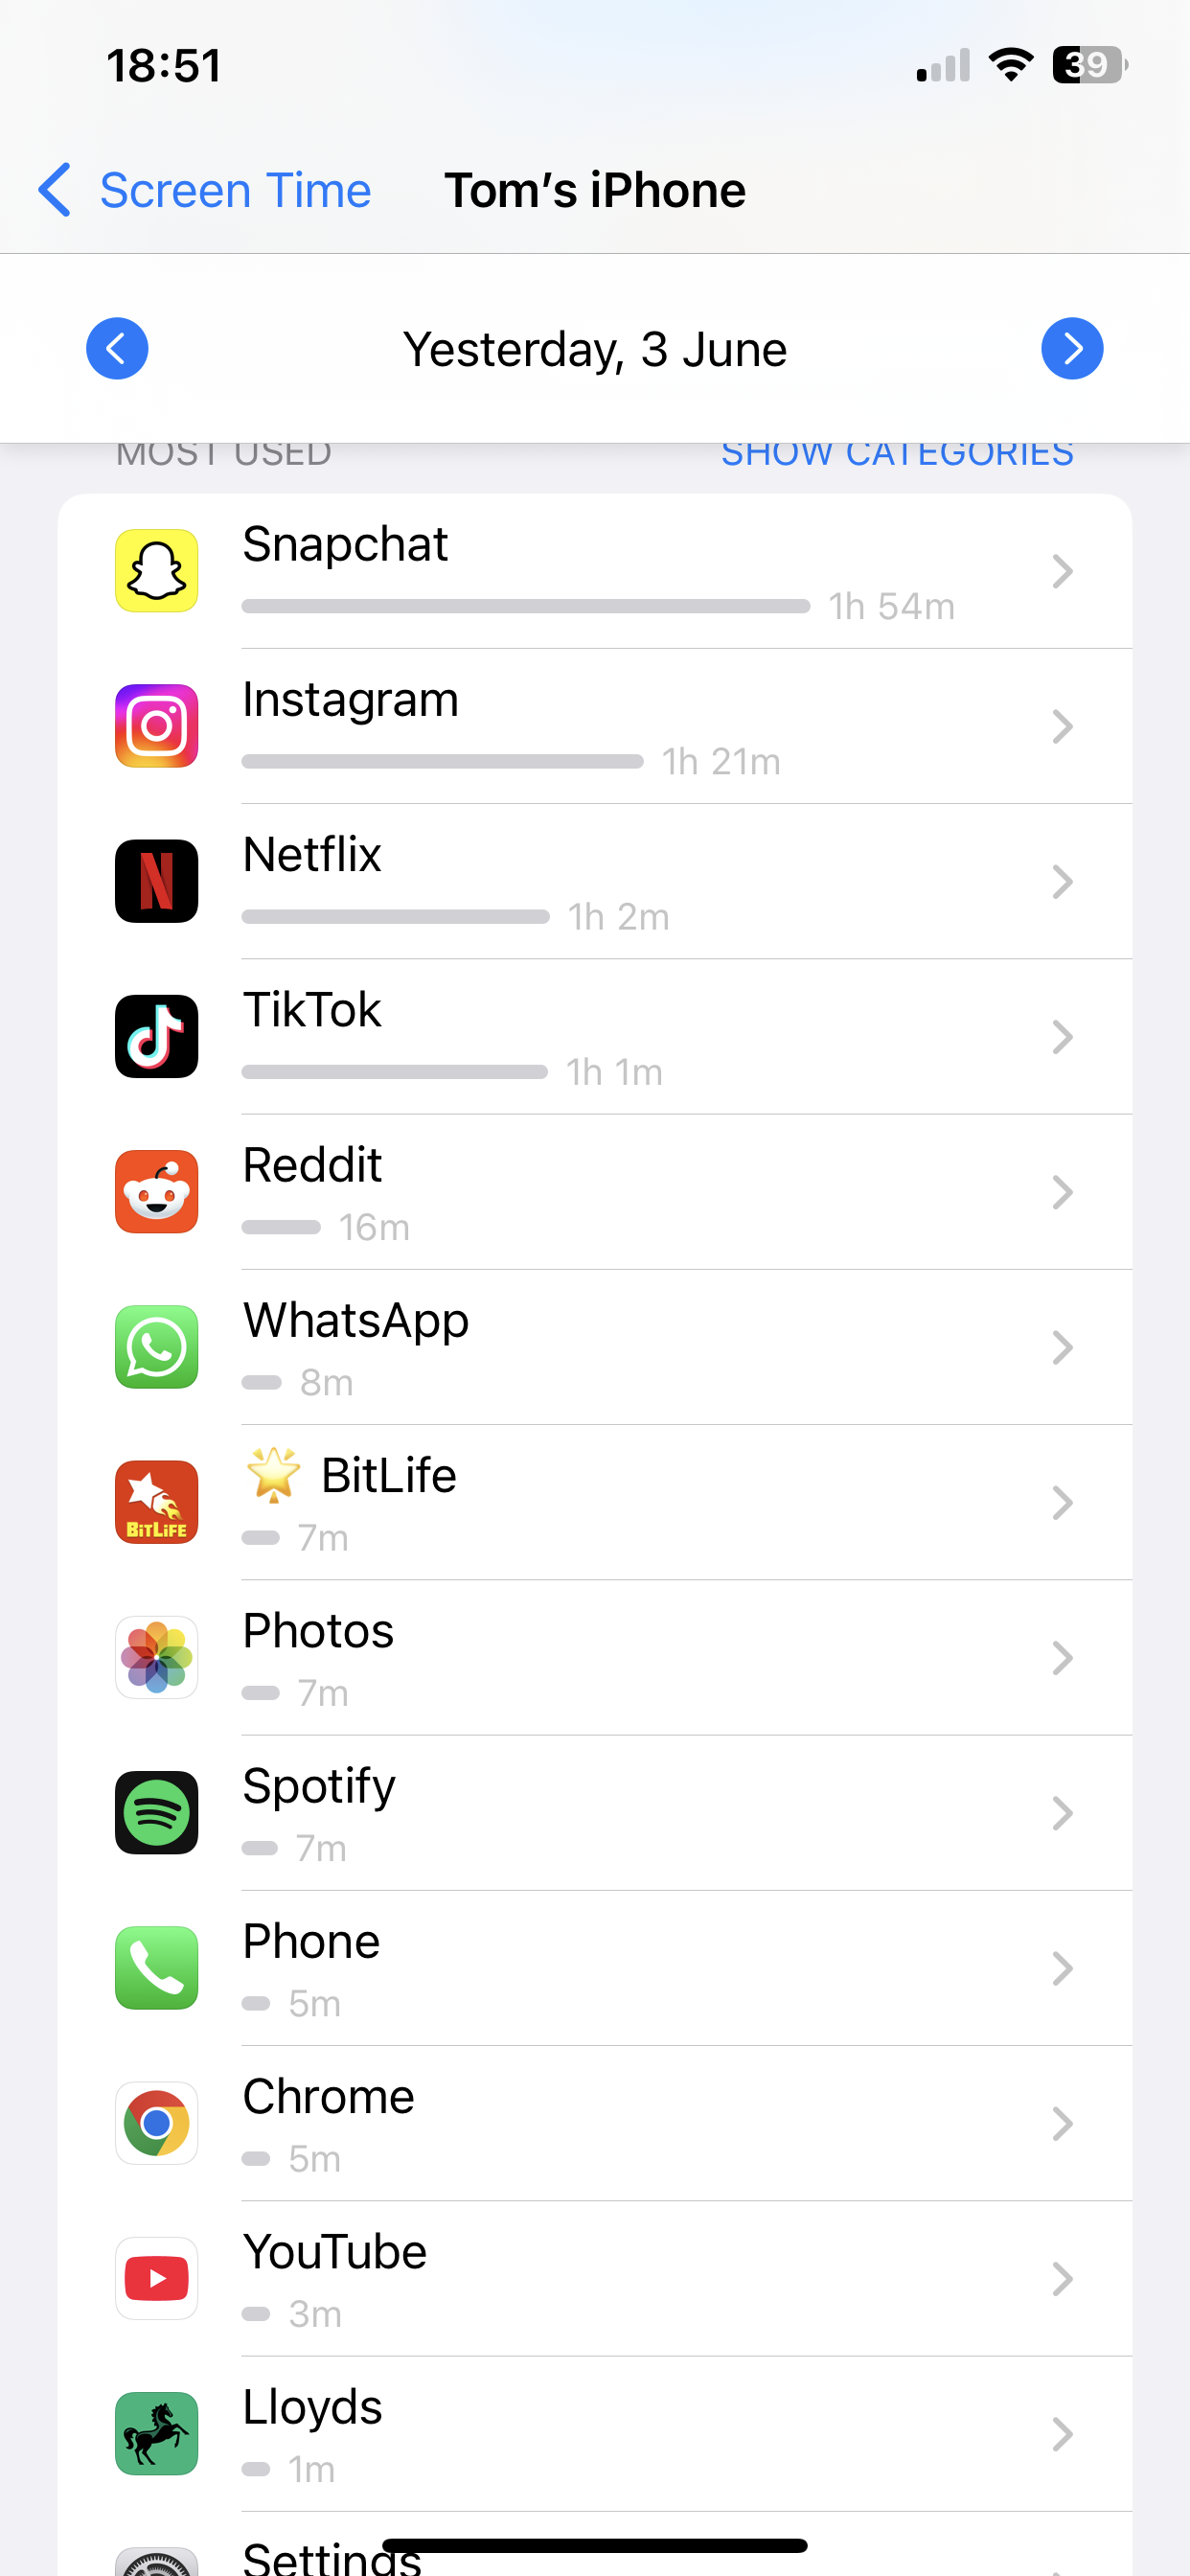 18:51
39
Screen Time
Tom’s iPhone
Yesterday, 3 June
MOST USED
SHOW CATEGORIES
Snapchat
1h 54m
Instagram
1h 21m
Netflix
1h 2m
TikTok
1h 1m
Reddit
16m
WhatsApp
8m
🌟 BitLife
BITLIFE
7m
Photos
7m
Spotify
7m
Phone
5m
Chrome
5m
YouTube
3m
Lloyds
1m
Settings